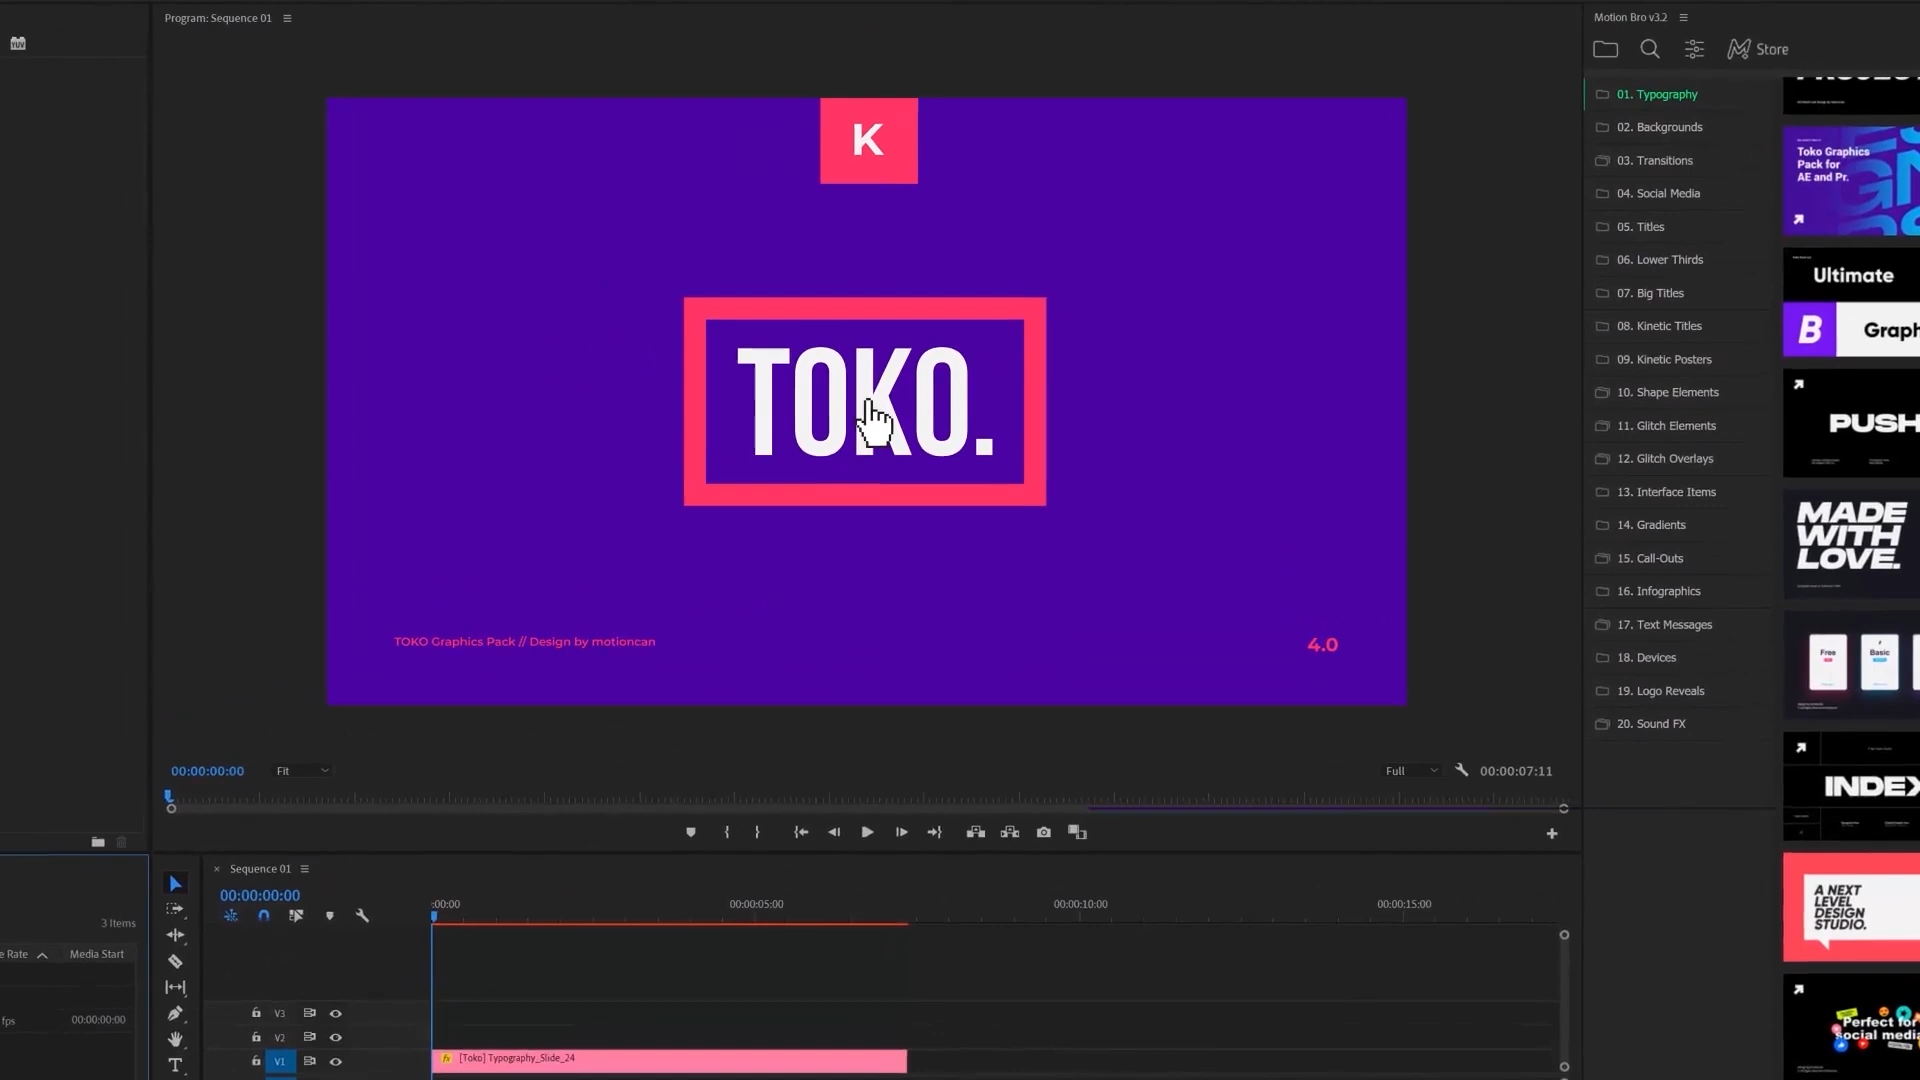 Program: Sequence 01
YUV
K
TOKO.
TOKO Graphics Pack // Design by motioncan
4.0
00:00:00:00
Fit
Full
00:00:07:11
Motion Bro v3.2
Store
01. Typography
02. Backgrounds
03. Transitions
04. Social Media
05. Titles
06. Lower Thirds
07. Big Titles
08. Kinetic Titles
09. Kinetic Posters
10. Shape Elements
11. Glitch Elements
12. Glitch Overlays
13. Interface Items
14. Gradients
15. Call-Outs
16. Infographics
17. Text Messages
18. Devices
19. Logo Reveals
20. Sound FX
Toko Graphics
Pack for
AE and Pr.
Ultimate
B
Graph
PUSH
MADE
WITH
LOVE.
Free
Basic
INDEX
A NEXT
LEVEL
DESIGN
STUDIO.
Perfect for
social media
3 Items
e Rate
Media Start
fps
00:00:00:00
Sequence 01
00:00:00:00
:00:00
00:00:05:00
00:00:10:00
00:00:15:00
V3
V2
V1
fx
[Toko] Typography_Slide_24